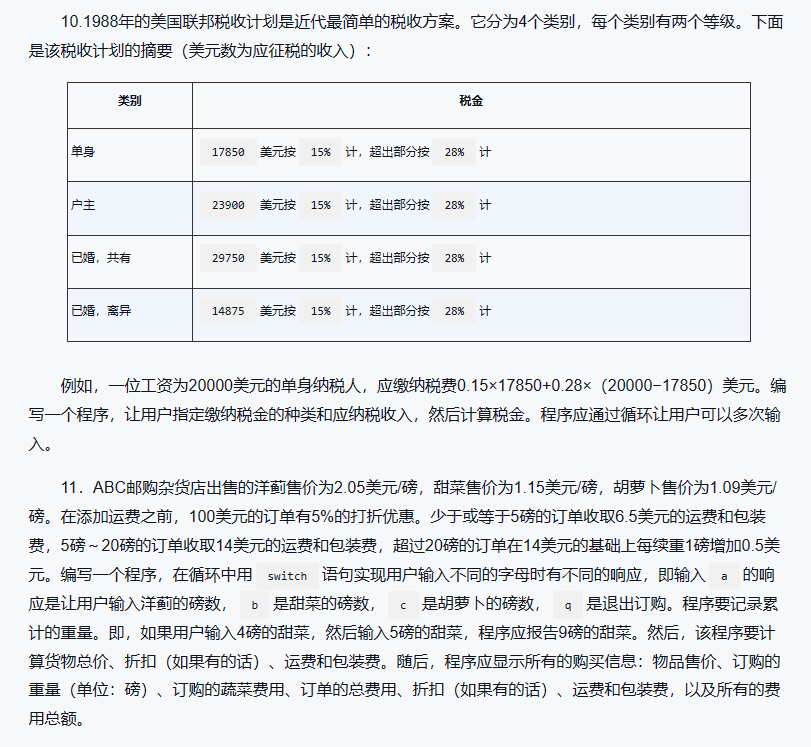 10.1988年的美国联邦税收计划是近代最简单的税收方案。它分为4个类别，每个类别有两个等级。下面
是该税收计划的摘要（美元数为应征税的收入）：
类别 税金
单身 17850 美元按 15% 计，超出部分按 28% 计
户主 23900 美元按 15% 计，超出部分按 28% 计
已婚，共有 29750 美元按 15% 计，超出部分按 28% 计
已婚，离异 14875 美元按 15% 计，超出部分按 28% 计
例如，一位工资为20000美元的单身纳税人，应缴纳税费0.15×17850+0.28×（20000−17850）美元。编
写一个程序，让用户指定缴纳税金的种类和应纳税收入，然后计算税金。程序应通过循环让用户可以多次输
入。
11．ABC邮购杂货店出售的洋蓟售价为2.05美元/磅，甜菜售价为1.15美元/磅，胡萝卜售价为1.09美元/
磅。在添加运费之前，100美元的订单有5%的打折优惠。少于或等于5磅的订单收取6.5美元的运费和包装
费，5磅～20磅的订单收取14美元的运费和包装费，超过20磅的订单在14美元的基础上每续重1磅增加0.5美
元。编写一个程序，在循环中用 switch 语句实现用户输入不同的字母时有不同的响应，即输入 a 的响
应是让用户输入洋蓟的磅数， b 是甜菜的磅数， c 是胡萝卜的磅数， q 是退出订购。程序要记录累
计的重量。即，如果用户输入4磅的甜菜，然后输入5磅的甜菜，程序应报告9磅的甜菜。然后，该程序要计
算货物总价、折扣（如果有的话）、运费和包装费。随后，程序应显示所有的购买信息：物品售价、订购的
重量（单位：磅）、订购的蔬菜费用、订单的总费用、折扣（如果有的话）、运费和包装费，以及所有的费
用总额。